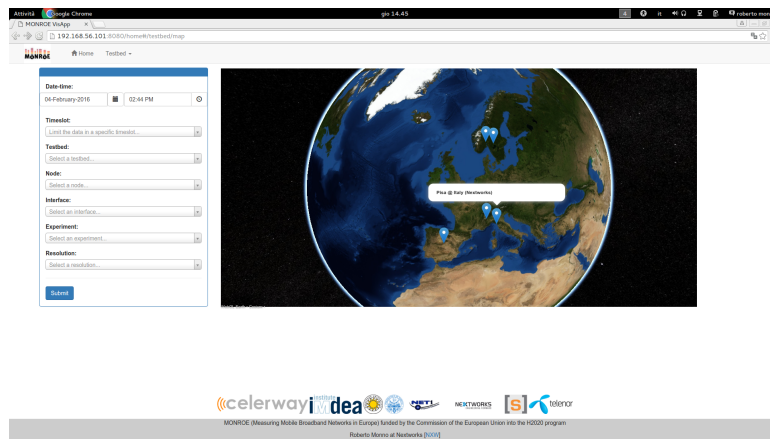 Attività Google Chrome gio 14.45 4 it roberto mon
MONROE VisApp
192.168.56.101:8080/home#/testbed/map
MONROE Home Testbed
Date-time:
04-February-2016 02:44 PM
Timeslot:
Limit the data in a specific timeslot...
Testbed:
Select a testbed...
Node:
Select a node...
Interface:
Select an interface...
Experiment:
Select an experiment...
Resolution:
Select a resolution...
Submit
Pisa @ Italy (Nextworks)
celerway institute imdea NET! NEXTWORKS [S] telenor
MONROE (Measuring Mobile Broadband Networks in Europe) funded by the Commission of the European Union into the H2020 program
Roberto Monno at Nextworks [NXW]